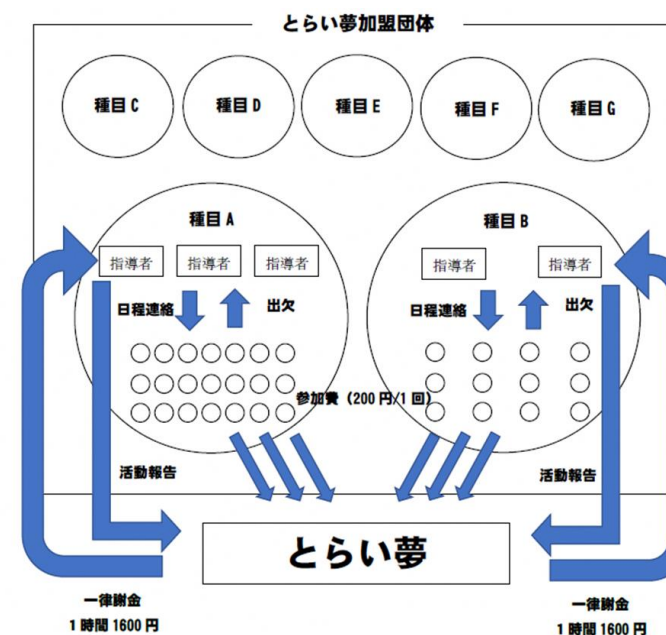 とらい夢加盟団体
種目C
種目D
種目E
種目F
種目G
種目A
指導者
指導者
指導者
日程連絡
出欠
種目B
指導者
指導者
日程連絡
出欠
参加費（200円/1回）
活動報告
活動報告
とらい夢
一律謝金
1時間1600円
一律謝金
1時間1600円